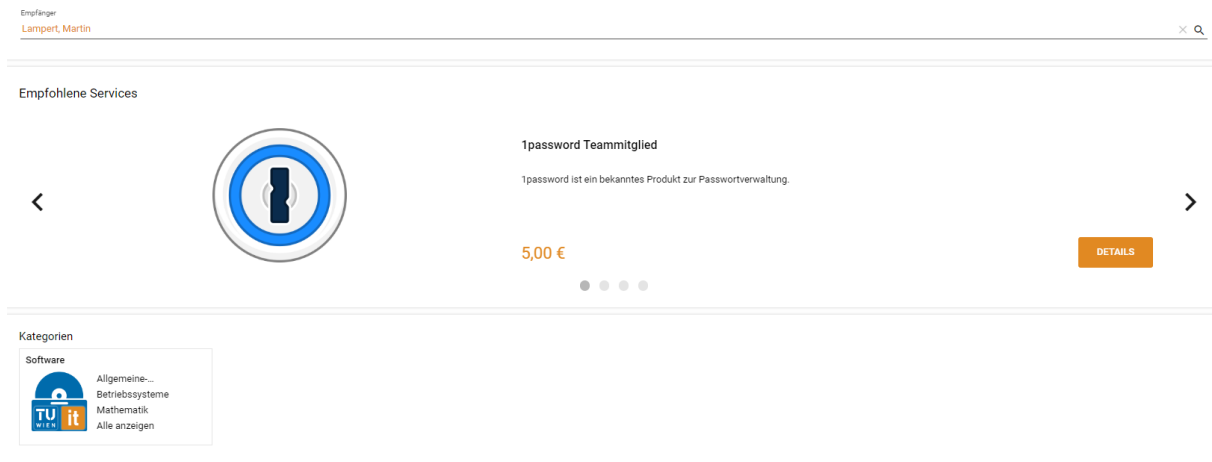 Empfänger
Lampert, Martin
Empfohlene Services
1password Teammitglied
1password ist ein bekanntes Produkt zur Passwortverwaltung.
5,00 €
DETAILS
Kategorien
Software
Allgemeine-...
Betriebssysteme
Mathematik
Alle anzeigen
TU it
WIEN